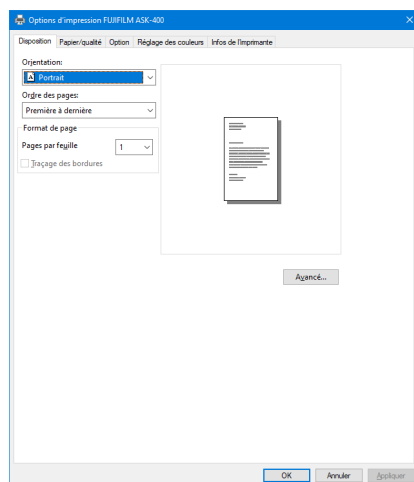 Options d'impression FUJIFILM ASK-400
Disposition Papier/qualité Option Réglage des couleurs Infos de l'imprimante
Orientation:
A Portrait
Ordre des pages:
Première à dernière
Format de page
Pages par feuille 1
Traçage des bordures
Avancé...
OK Annuler Appliquer